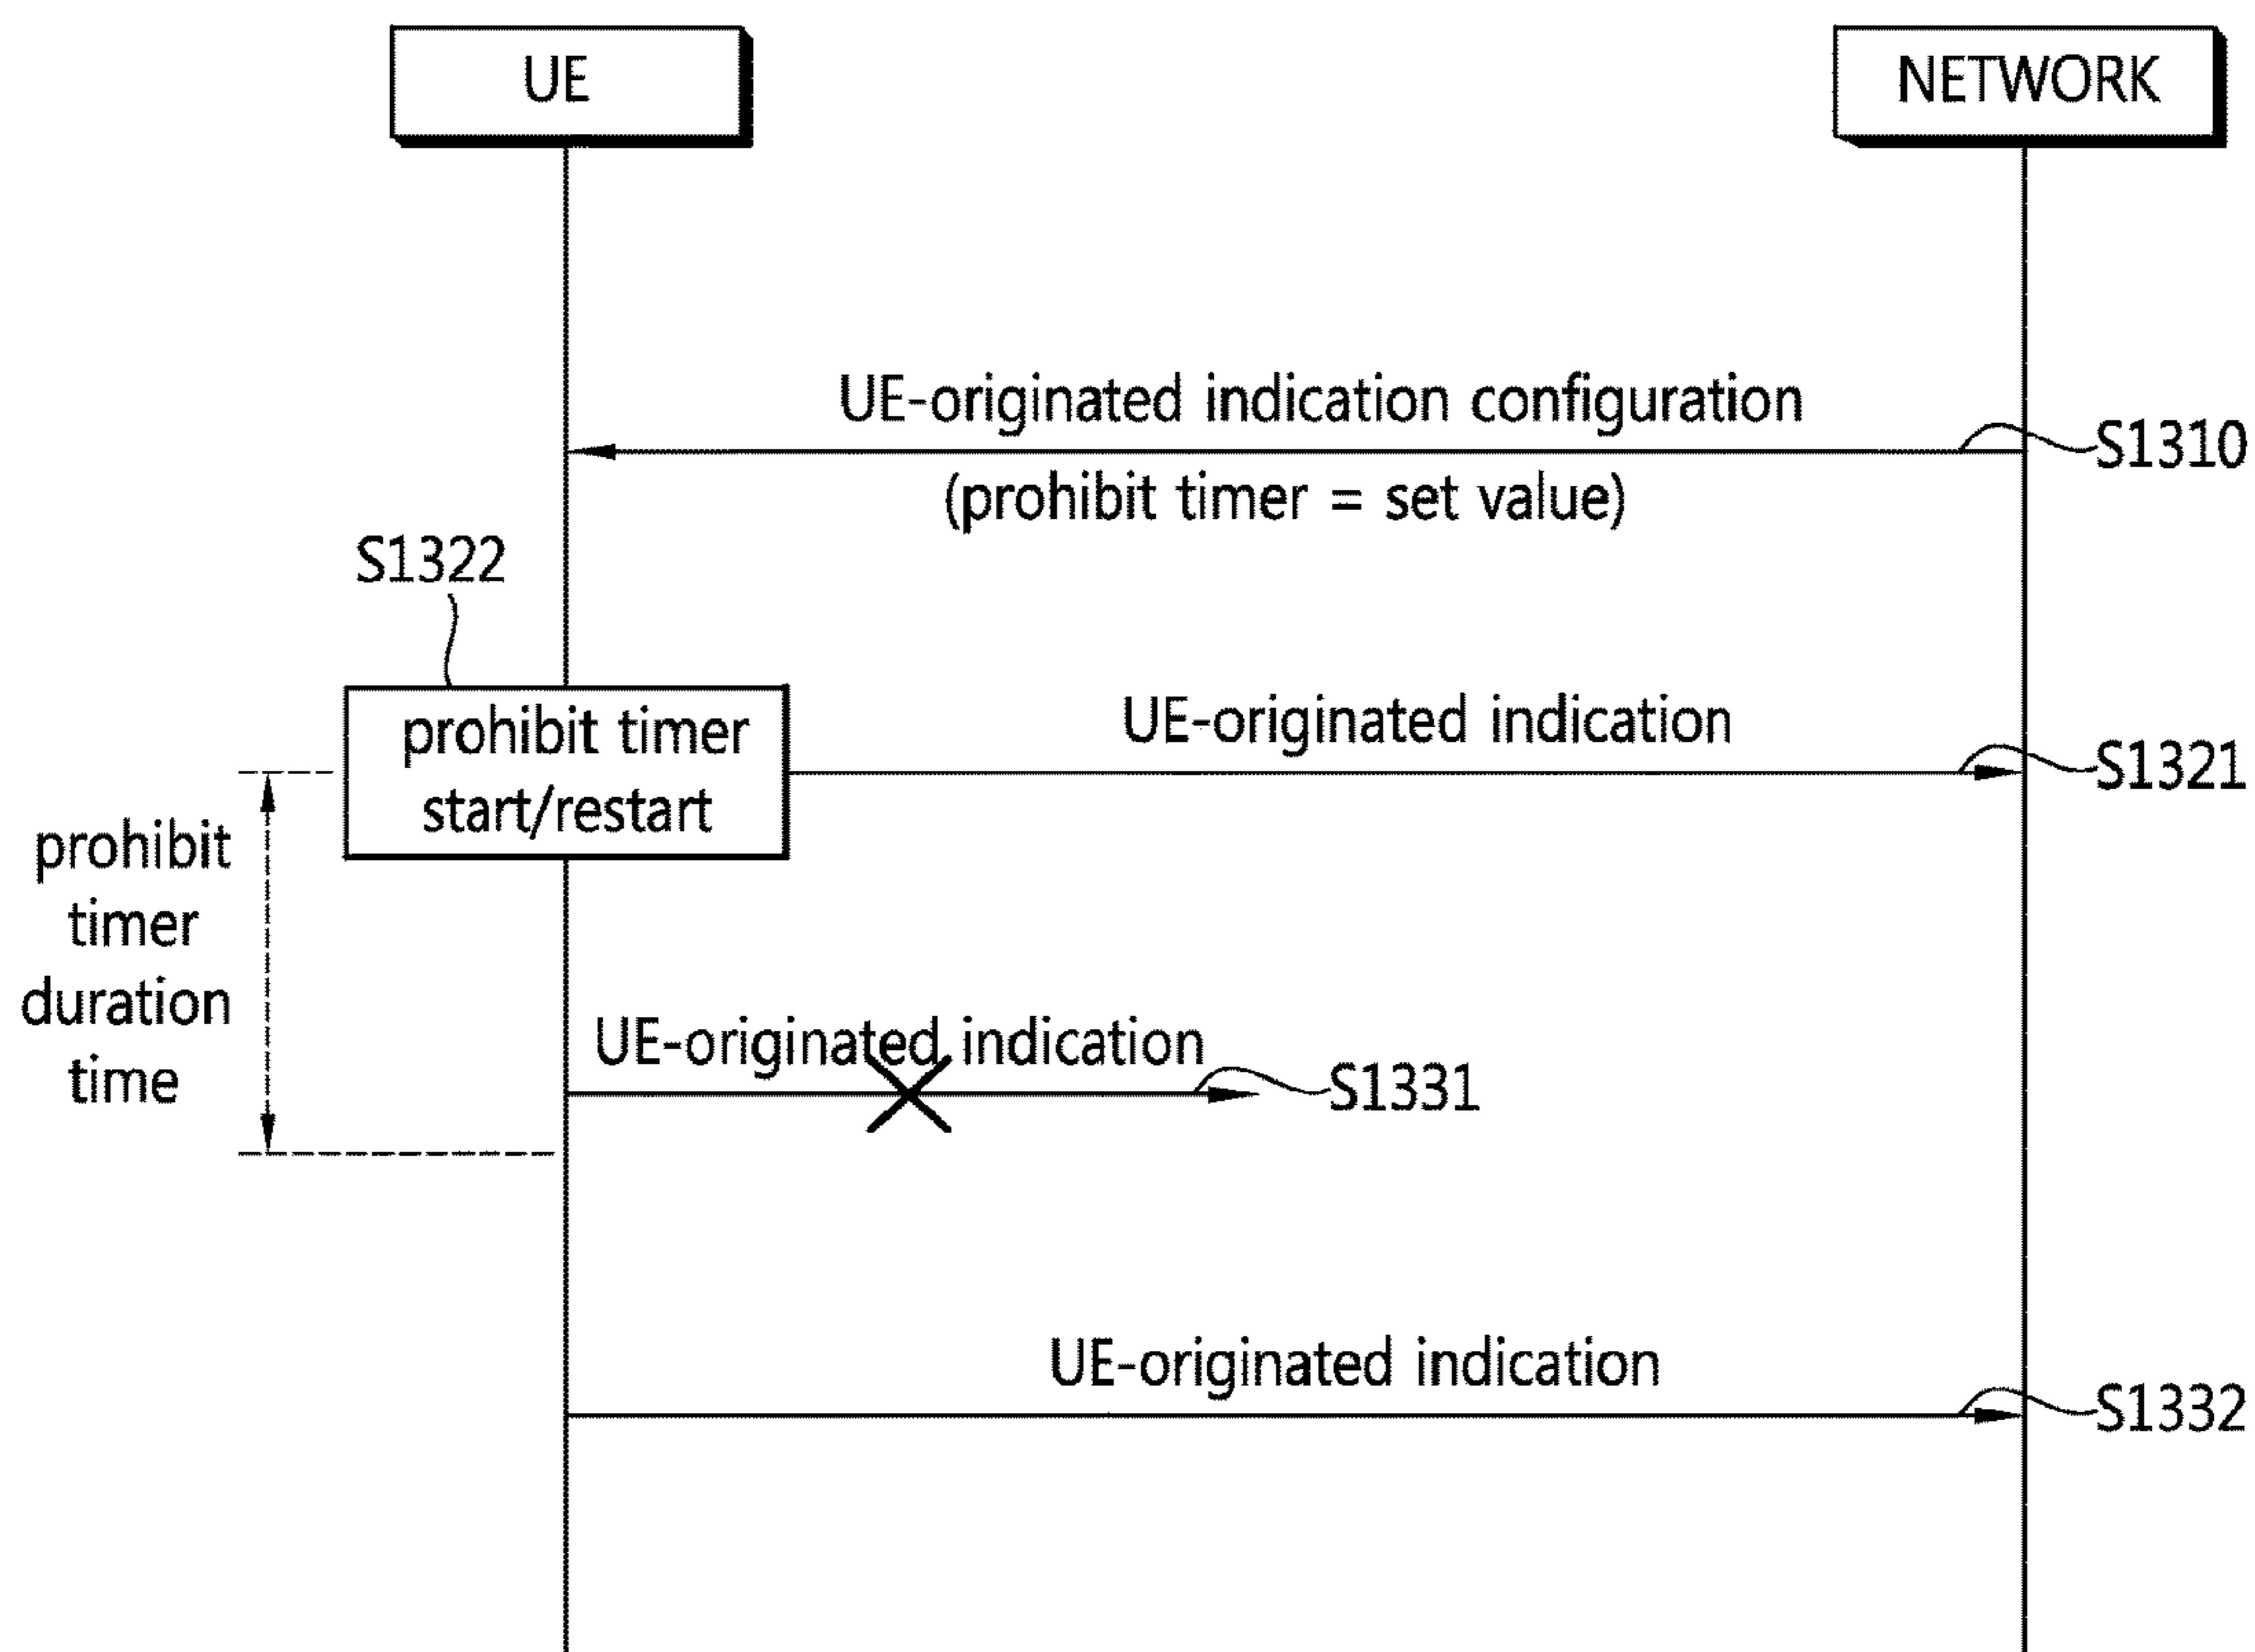 UE
NETWORK
UE-originated indication configuration
S1310
(prohibit timer = set value)
S1322
prohibit timer
start/restart
UE-originated indication
S1321
prohibit
timer
duration
time
UE-originated indication
S1331
UE-originated indication
S1332